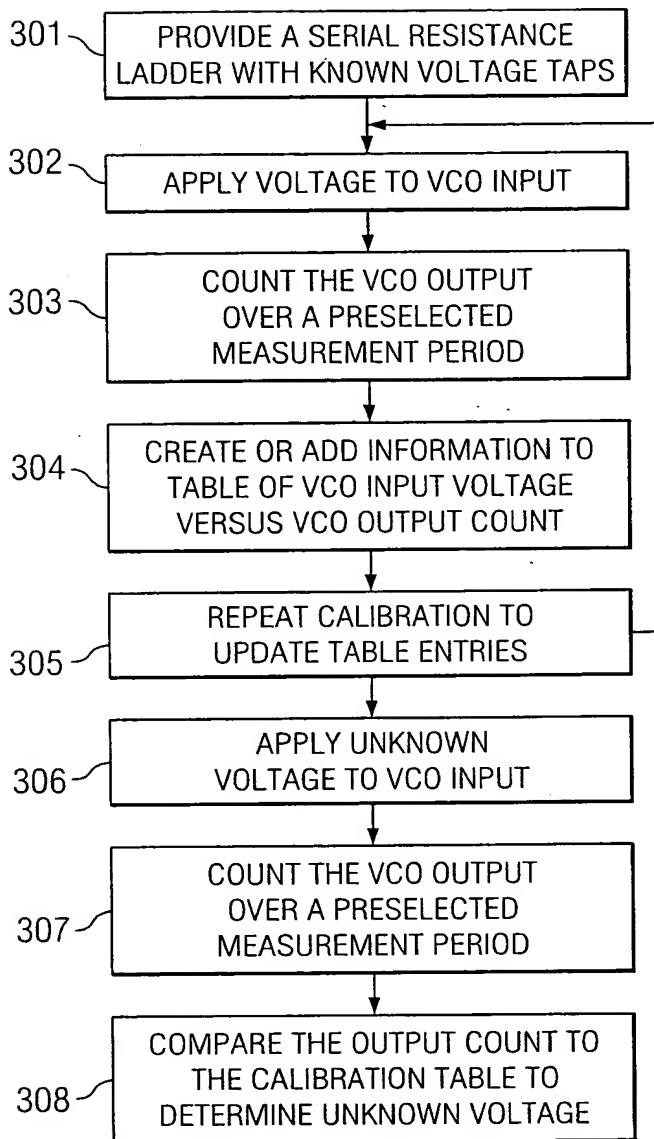 301
PROVIDE A SERIAL RESISTANCE
LADDER WITH KNOWN VOLTAGE TAPS
302
APPLY VOLTAGE TO VCO INPUT
303
COUNT THE VCO OUTPUT
OVER A PRESELECTED
MEASUREMENT PERIOD
304
CREATE OR ADD INFORMATION TO
TABLE OF VCO INPUT VOLTAGE
VERSUS VCO OUTPUT COUNT
305
REPEAT CALIBRATION TO
UPDATE TABLE ENTRIES
306
APPLY UNKNOWN
VOLTAGE TO VCO INPUT
307
COUNT THE VCO OUTPUT
OVER A PRESELECTED
MEASUREMENT PERIOD
308
COMPARE THE OUTPUT COUNT TO
THE CALIBRATION TABLE TO
DETERMINE UNKNOWN VOLTAGE